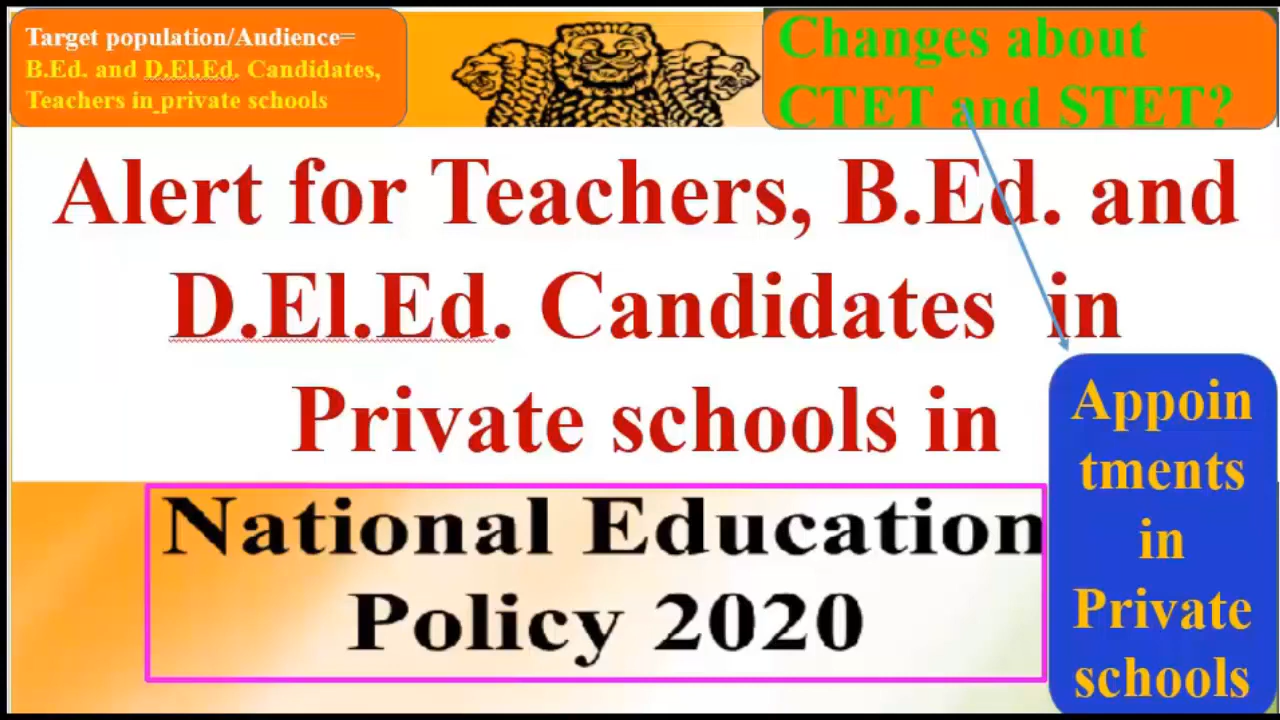 Target population/Audience=
B.Ed. and D.El.Ed. Candidates,
Teachers in private schools
Changes about
CTET and STET?
Alert for Teachers, B.Ed. and
D.El.Ed. Candidates in
Private schools in
National Education
Policy 2020
Appoin
tments
in
Private
schools